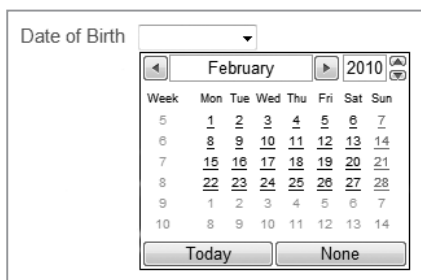 Date of Birth
February 2010
Week Mon Tue Wed Thu Fri Sat Sun
5 1 2 3 4 5 6 7
6 8 9 10 11 12 13 14
7 15 16 17 18 19 20 21
8 22 23 24 25 26 27 28
9 1 2 3 4 5 6 7
10 8 9 10 11 12 13 14
Today None